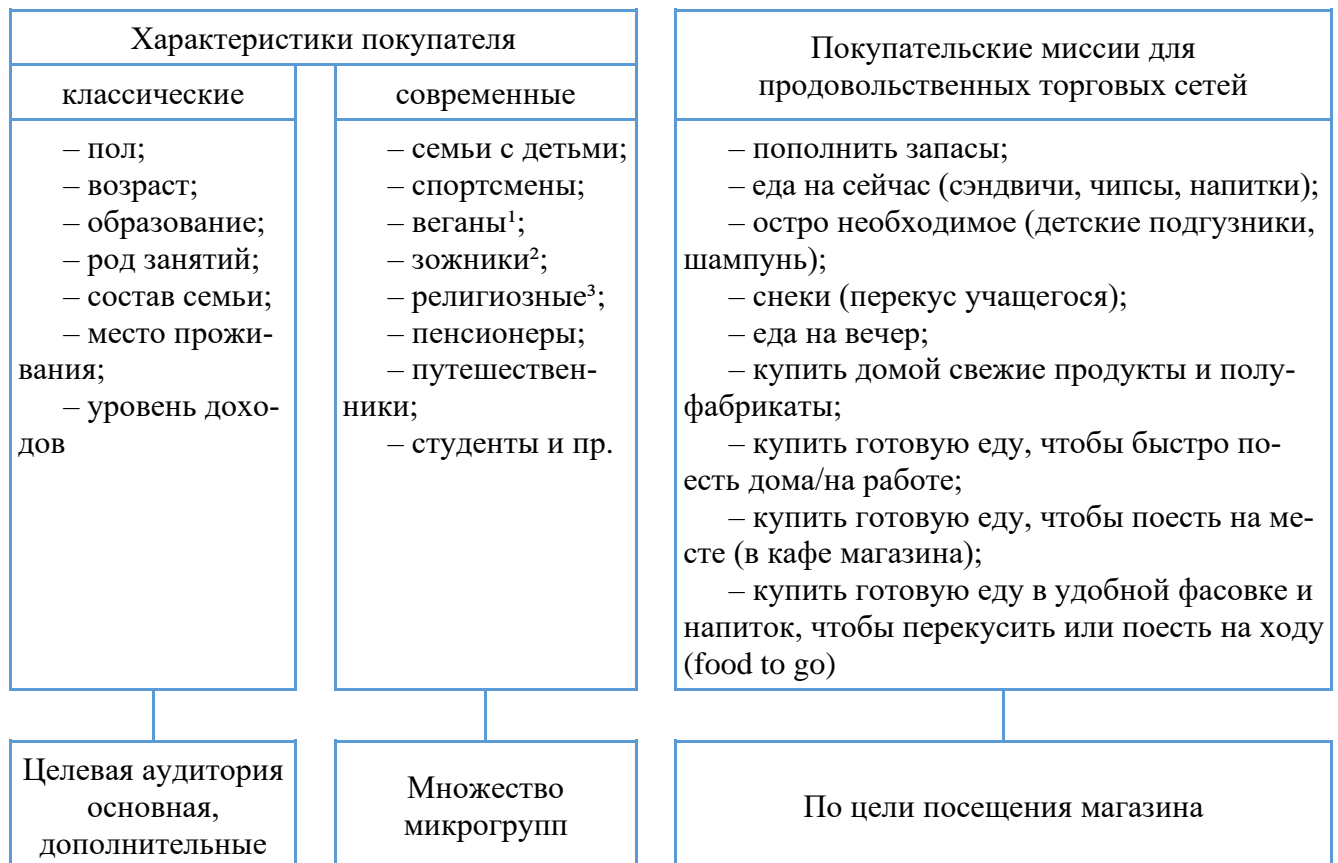 Характеристики покупателя
классические
– пол;
– возраст;
– образование;
– род занятий;
– состав семьи;
– место прожи-
вания;
– уровень дохо-
дов
современные
– семьи с детьми;
– спортсмены;
– веганы¹;
– зожники²;
– религиозные³;
– пенсионеры;
– путешествен-
ники;
– студенты и пр.
Покупательские миссии для
продовольственных торговых сетей
– пополнить запасы;
– еда на сейчас (сэндвичи, чипсы, напитки);
– остро необходимое (детские подгузники,
шампунь);
– снеки (перекус учащегося);
– еда на вечер;
– купить домой свежие продукты и полу-
фабрикаты;
– купить готовую еду, чтобы быстро по-
есть дома/на работе;
– купить готовую еду, чтобы поесть на ме-
сте (в кафе магазина);
– купить готовую еду в удобной фасовке и
напиток, чтобы перекусить или поесть на ходу
(food to go)
Целевая аудитория
основная,
дополнительные
Множество
микрогрупп
По цели посещения магазина